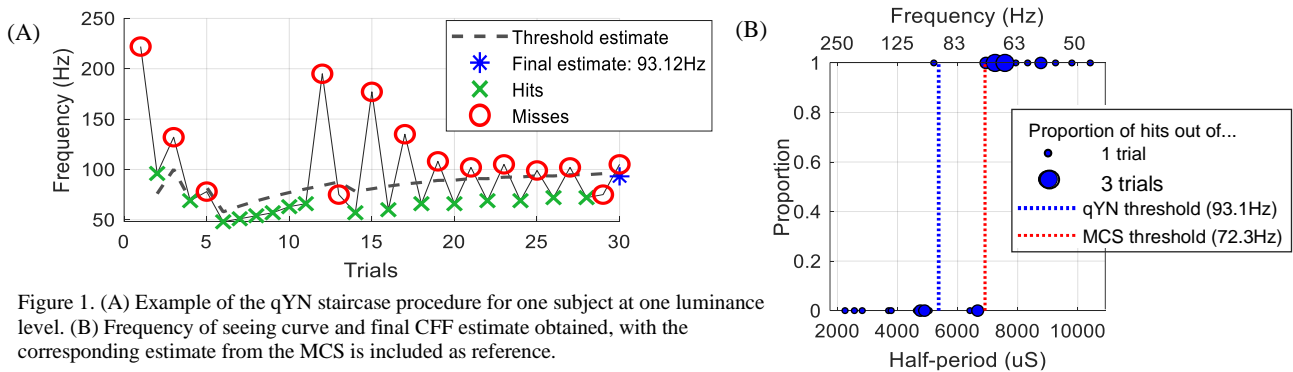 (A)
250
200
150
100
50
Frequency (Hz)
0
5
10
15
20
25
30
Trials
Threshold estimate
Final estimate: 93.12Hz
Hits
Misses
Figure 1. (A) Example of the qYN staircase procedure for one subject at one luminance
level. (B) Frequency of seeing curve and final CFF estimate obtained, with the
corresponding estimate from the MCS is included as reference.
(B)
Frequency (Hz)
250
125
83
63
50
1
0.8
0.6
0.4
0.2
0
Proportion
2000
4000
6000
8000
10000
Half-period (uS)
Proportion of hits out of...
1 trial
3 trials
qYN threshold (93.1Hz)
MCS threshold (72.3Hz)